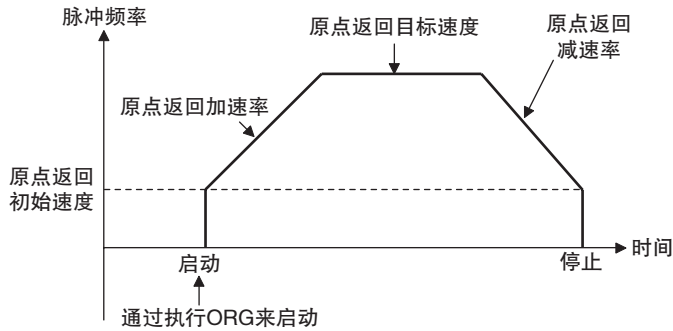 脉冲频率
原点返回目标速度
原点返回
减速率
原点返回加速率
原点返回
初始速度
启动
停止
时间
通过执行ORG来启动